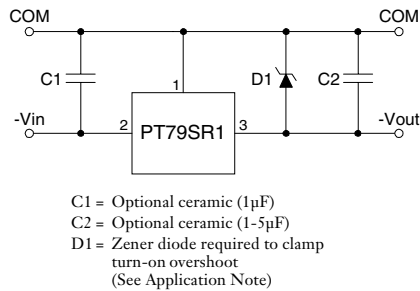 COM COM
C1 1 D1 C2
-Vin 2 PT79SR1 3 -Vout
C1 = Optional ceramic (1µF)
C2 = Optional ceramic (1-5µF)
D1 = Zener diode required to clamp
turn-on overshoot
(See Application Note)